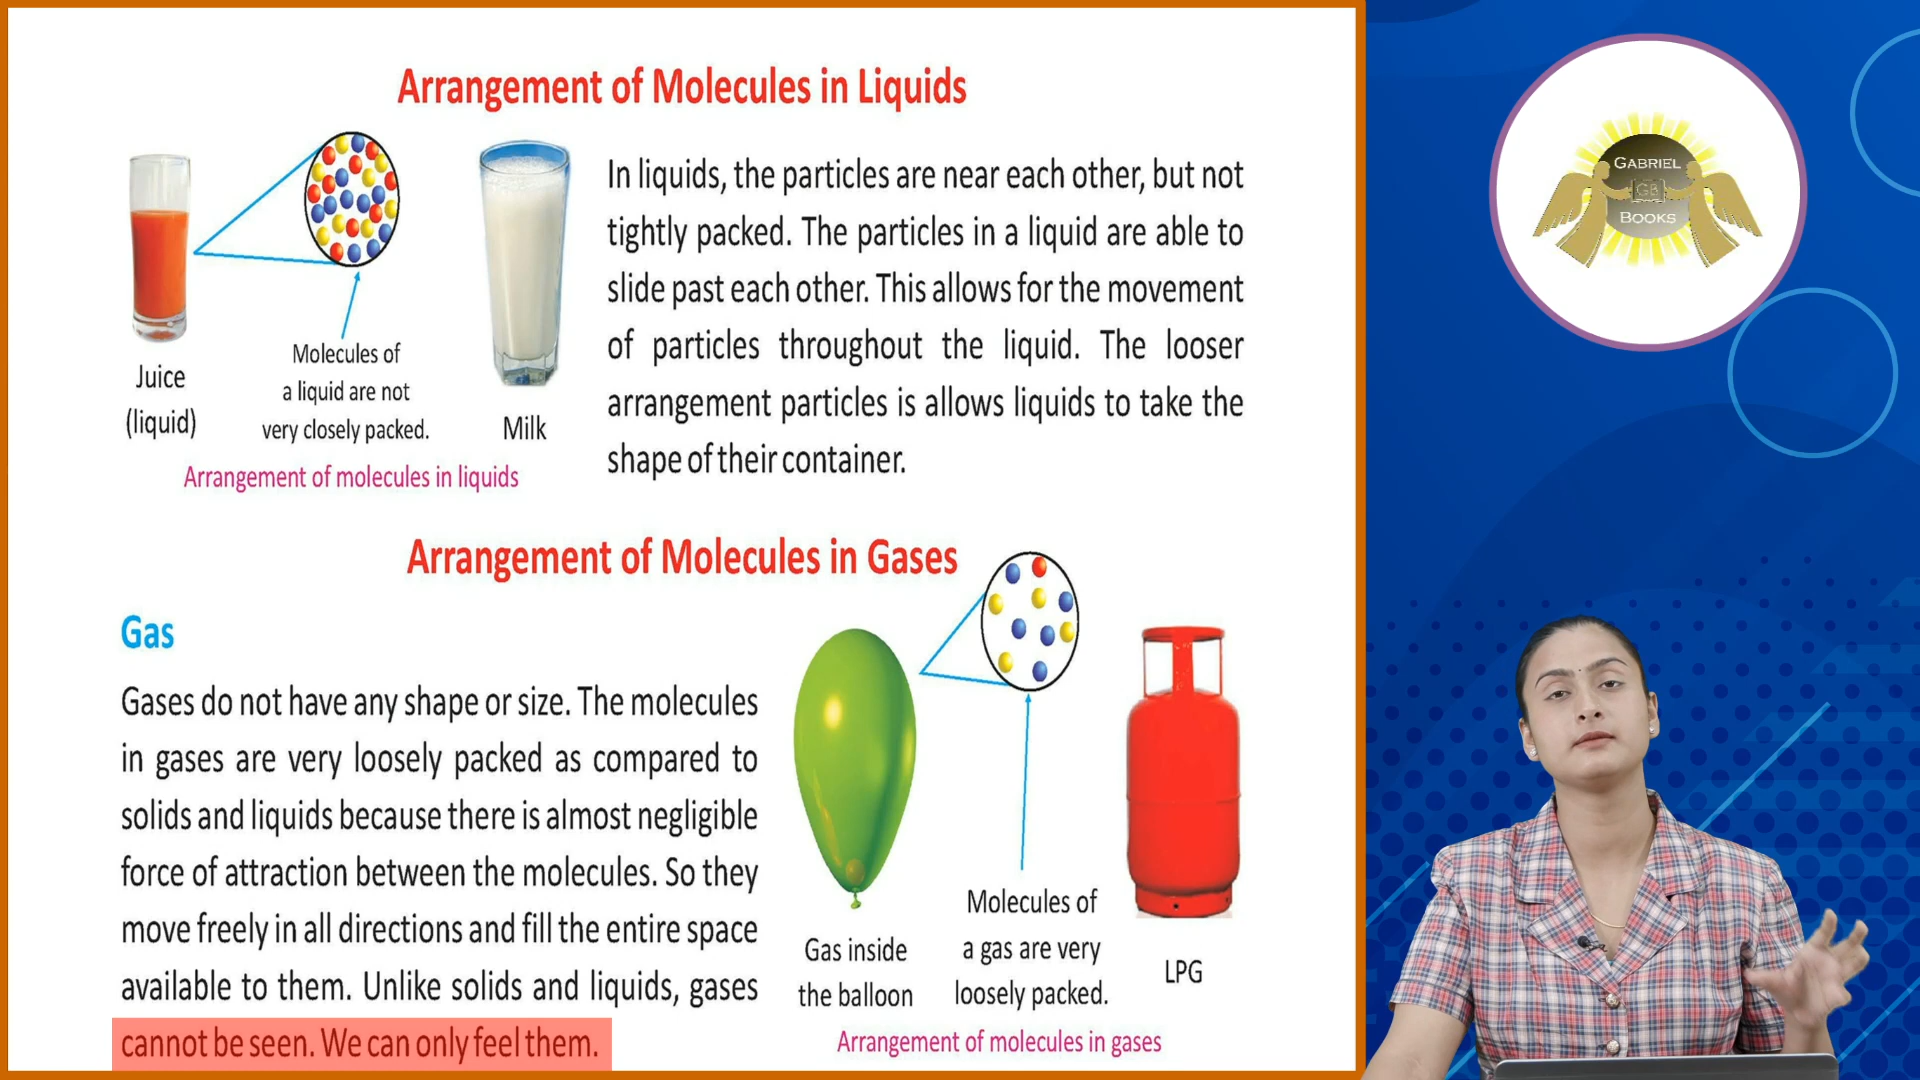 Arrangement of Molecules in Liquids
Juice
(liquid)
Molecules of
a liquid are not
very closely packed.
Milk
Arrangement of molecules in liquids
In liquids, the particles are near each other, but not
tightly packed. The particles in a liquid are able to
slide past each other. This allows for the movement
of particles throughout the liquid. The looser
arrangement particles is allows liquids to take the
shape of their container.
Arrangement of Molecules in Gases
Gas
Gases do not have any shape or size. The molecules
in gases are very loosely packed as compared to
solids and liquids because there is almost negligible
force of attraction between the molecules. So they
move freely in all directions and fill the entire space
available to them. Unlike solids and liquids, gases
cannot be seen. We can only feel them.
Gas inside
the balloon
Molecules of
a gas are very
loosely packed.
LPG
Arrangement of molecules in gases
GABRIEL
GB
BOOKS